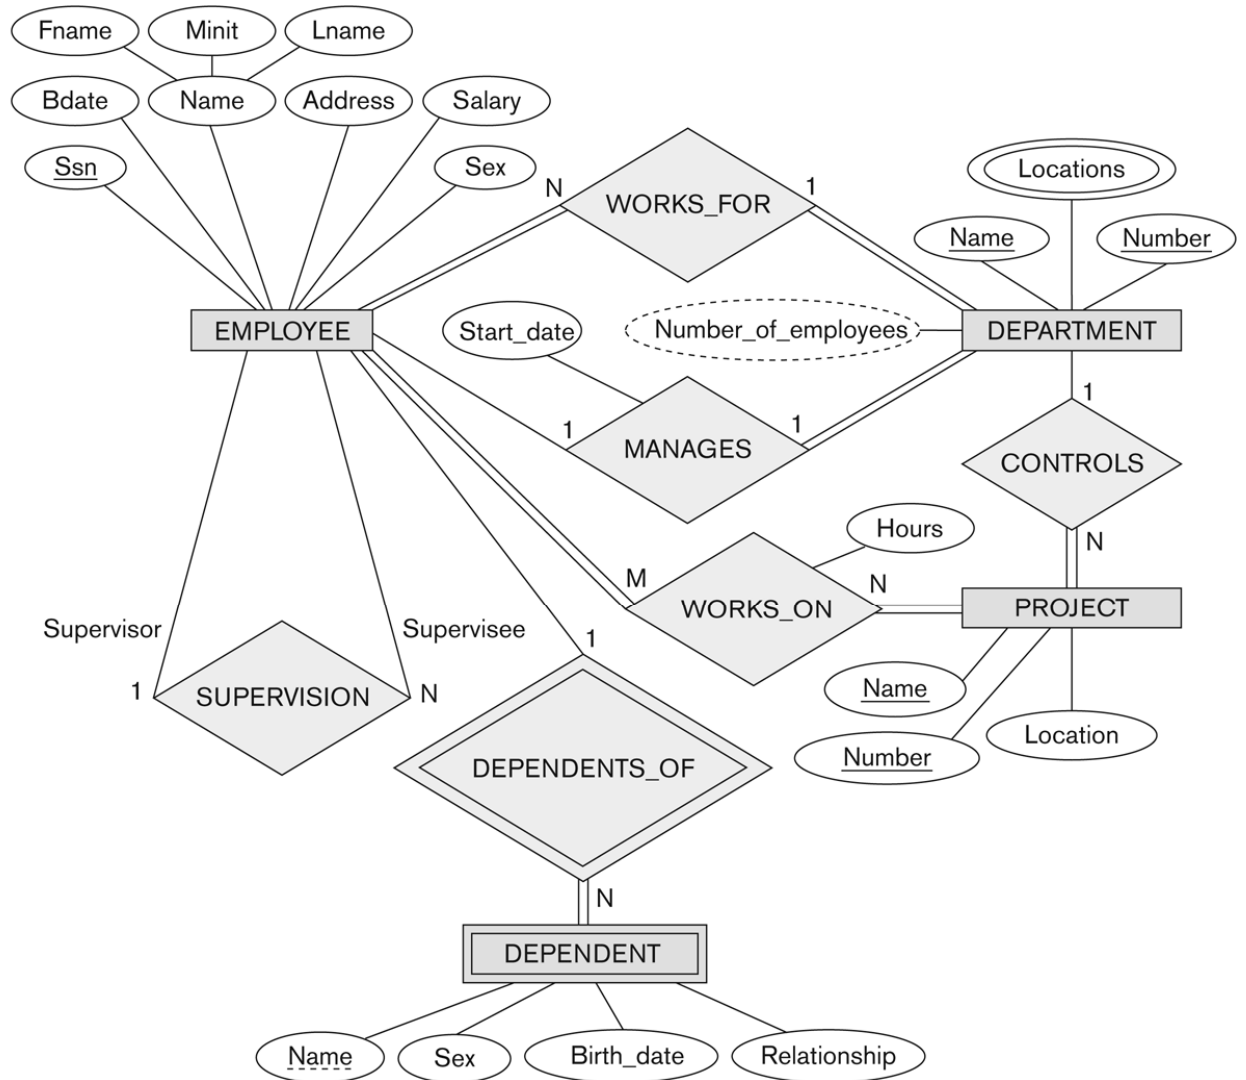 Fname
Minit
Lname
Bdate
Name
Address
Salary
Ssn
Sex
N
WORKS_FOR
1
Locations
Name
Number
EMPLOYEE
Start_date
Number_of_employees
DEPARTMENT
1
MANAGES
1
1
CONTROLS
N
Hours
M
WORKS_ON
N
PROJECT
Supervisor
Supervisee
1
SUPERVISION
N
1
Name
Number
Location
DEPENDENTS_OF
N
DEPENDENT
Name
Sex
Birth_date
Relationship